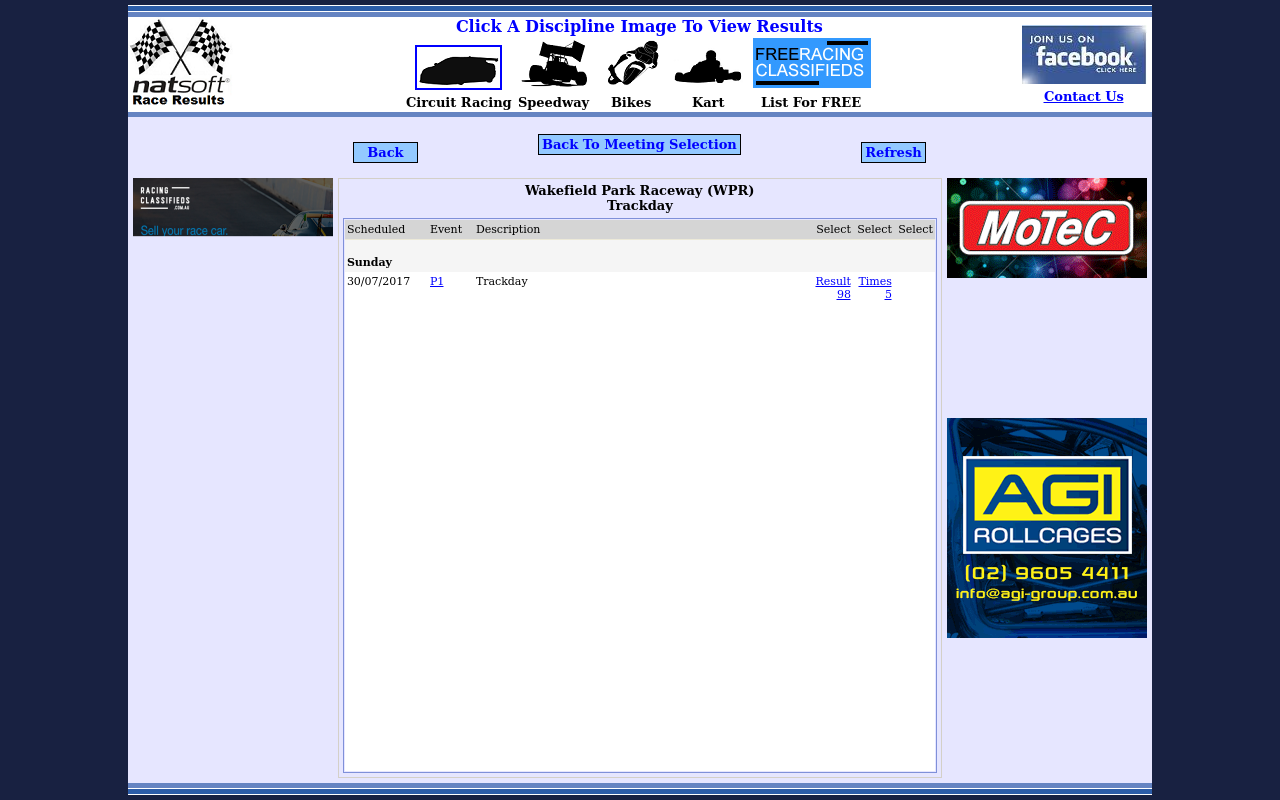 Click A Discipline Image To View Results
natsoft®
Race Results
FREERACING
CLASSIFIEDS
JOIN US ON
facebook
CLICK HERE
Circuit Racing Speedway Bikes Kart List For FREE
Contact Us
Back
Back To Meeting Selection
Refresh
RACING
CLASSIFIEDS
.COM.AU
Sell your race car.
Wakefield Park Raceway (WPR)
Trackday
Scheduled Event Description Select Select Select
Sunday
30/07/2017 P1 Trackday Result Times
98 5
MoTeC
AGI
ROLLCAGES
(02) 9605 4411
info@agi-group.com.au